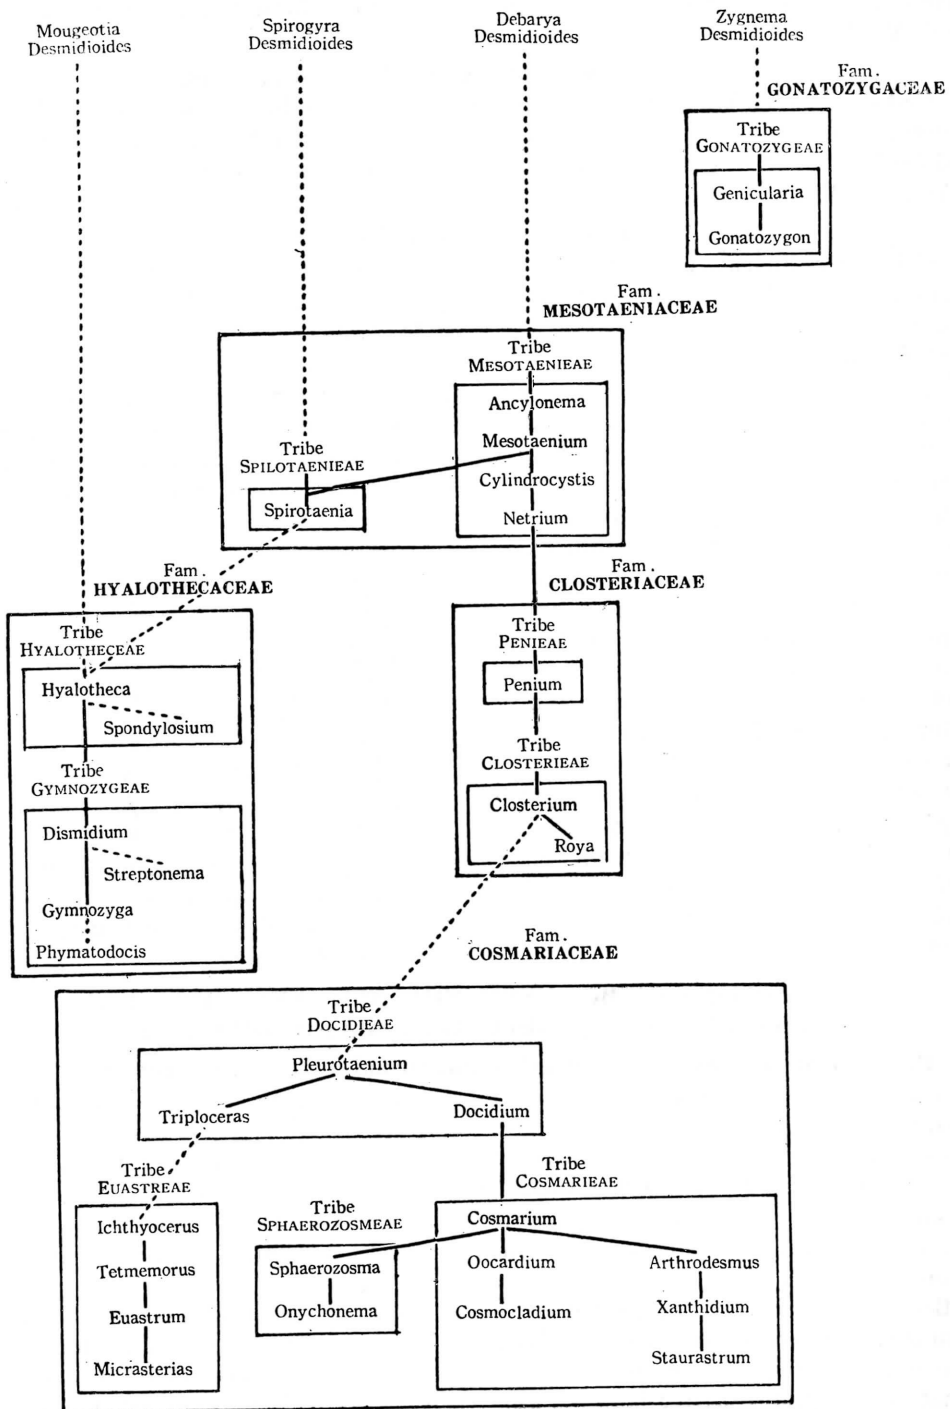 Mougeotia
Desmidioides
Spirogyra
Desmidioides
Debarya
Desmidioides
Zygnema
Desmidioides
Fam.
GONATOZYGACEAE
Tribe
GONATOZYGEAE
Genicularia
Gonatozygon
Fam.
MESOTAENIACEAE
Tribe
MESOTAENIEAE
Ancylonema
Mesotaenium
Cylindrocystis
Netrium
Tribe
SPILOTAENIEAE
Spirotaenia
Fam.
HYALOTHECACEAE
Tribe
HYALOTHECEAE
Hyalotheca
Spondylosium
Tribe
GYMNOZYGEAE
Dismidium
Streptonema
Gymnozyga
Phymatodocis
Fam.
CLOSTERIACEAE
Tribe
PENIEAE
Penium
Tribe
CLOSTERIEAE
Closterium
Roya
Fam.
COSMARIACEAE
Tribe
DOCIDIEAE
Pleurotaenium
Triploceras
Docidium
Tribe
EUASTREAE
Ichthyocerus
Tetmemorus
Euastrum
Micrasterias
Tribe
SPHAEROZOSMEAE
Sphaerozosma
Onychonema
Tribe
COSMARIEAE
Cosmarium
Oocardium
Cosmocladium
Arthrodesmus
Xanthidium
Staurastrum